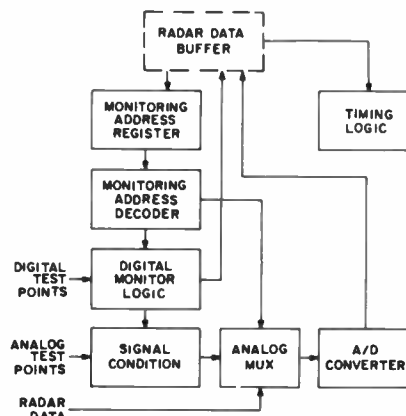 RADAR DATA
BUFFER
MONITORING
ADDRESS
REGISTER
TIMING
LOGIC
MONITORING
ADDRESS
DECODER
DIGITAL
TEST
POINTS
DIGITAL
MONITOR
LOGIC
ANALOG
TEST
POINTS
SIGNAL
CONDITION
ANALOG
MUX
A/D
CONVERTER
RADAR
DATA